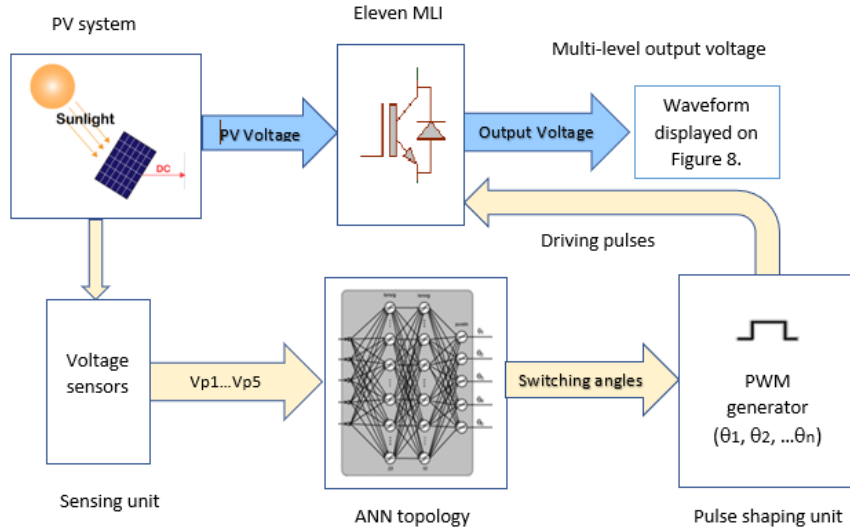 PV system
Eleven MLI
Multi-level output voltage
Sunlight
DC
PV Voltage
Output Voltage
Waveform
displayed on
Figure 8.
Driving pulses
Voltage
sensors
Vp1...Vp5
Switching angles
PWM
generator
(θ1, θ2, ...θn)
Sensing unit
ANN topology
Pulse shaping unit